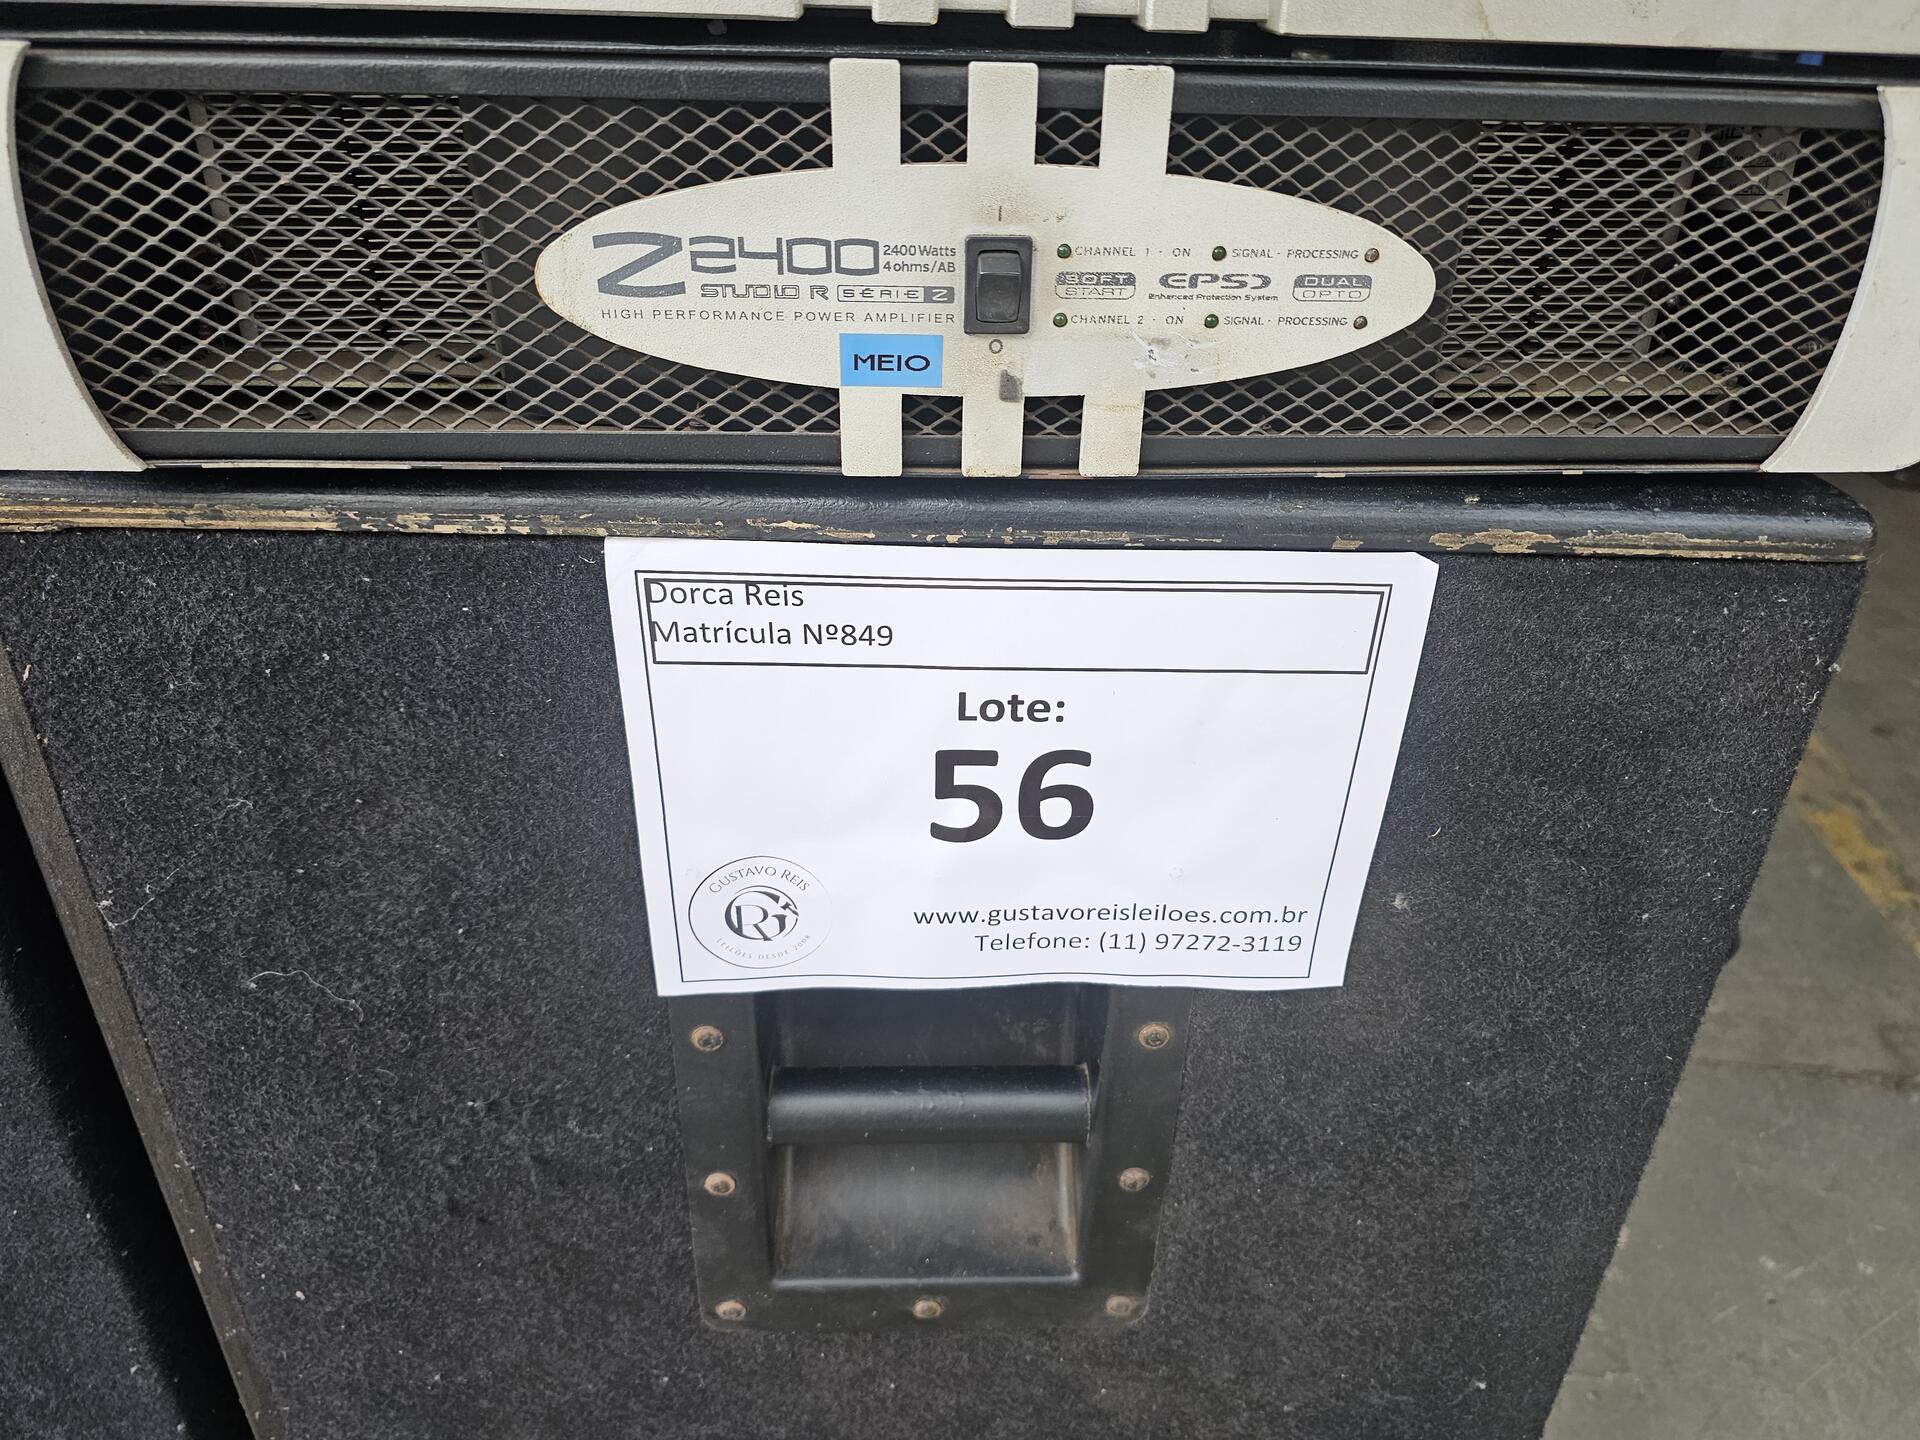 Z 2400
2400 Watts
4 ohms/AB
STUDIO R SÉRIE Z
HIGH PERFORMANCE POWER AMPLIFIER
MEIO
I
O
CHANNEL 1 - ON
SIGNAL - PROCESSING
SOFT
START
EPS
Enhanced Protection System
DUAL
OPTO
CHANNEL 2 - ON
SIGNAL - PROCESSING
Dorca Reis
Matrícula Nº849
Lote:
56
GUSTAVO REIS
GR
LEILÕES DESDE 2008
www.gustavoreisleiloes.com.br
Telefone: (11) 97272-3119